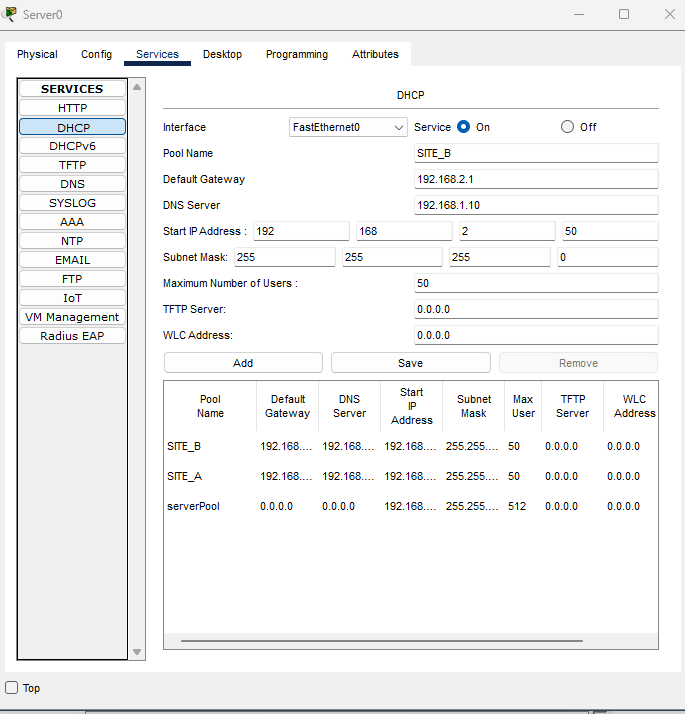 Server0
Physical Config Services Desktop Programming Attributes
SERVICES
HTTP
DHCP
DHCPv6
TFTP
DNS
SYSLOG
AAA
NTP
EMAIL
FTP
IoT
VM Management
Radius EAP
DHCP
Interface FastEthernet0 Service On Off
Pool Name SITE_B
Default Gateway 192.168.2.1
DNS Server 192.168.1.10
Start IP Address : 192 168 2 50
Subnet Mask: 255 255 255 0
Maximum Number of Users : 50
TFTP Server: 0.0.0.0
WLC Address: 0.0.0.0
Add Save Remove
Pool Name Default Gateway DNS Server Start IP Address Subnet Mask Max User TFTP Server WLC Address
SITE_B 192.168.... 192.168.... 192.168.... 255.255.... 50 0.0.0.0 0.0.0.0
SITE_A 192.168.... 192.168.... 192.168.... 255.255.... 50 0.0.0.0 0.0.0.0
serverPool 0.0.0.0 0.0.0.0 192.168.... 255.255.... 512 0.0.0.0 0.0.0.0
Top